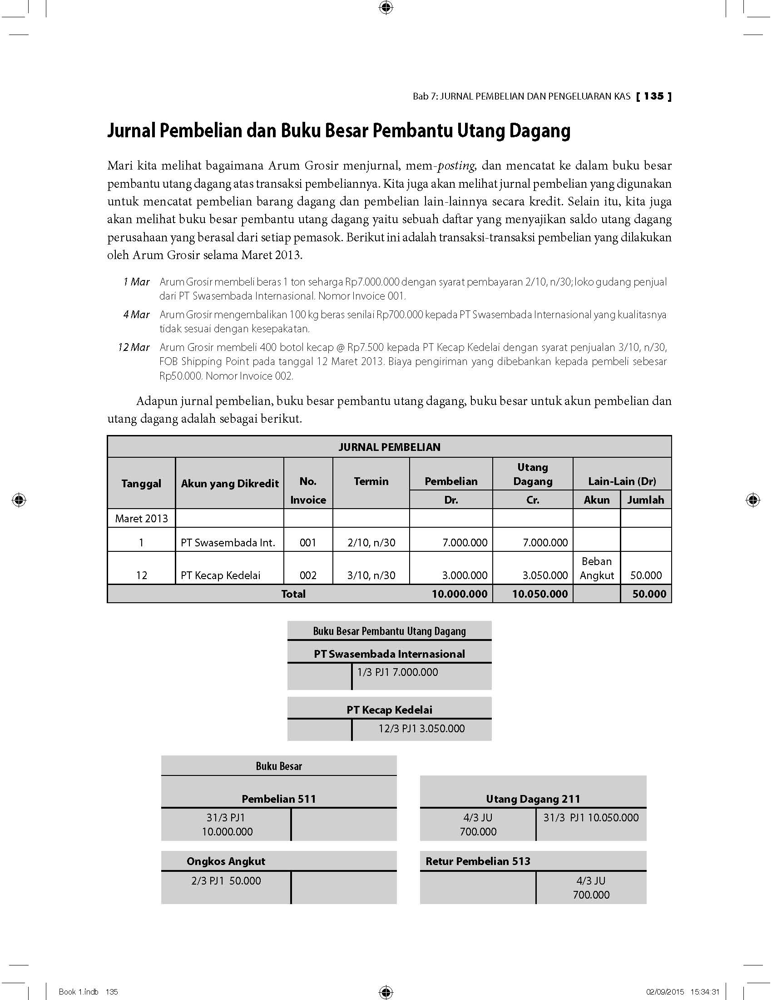 Bab 7: JURNAL PEMBELIAN DAN PENGELUARAN KAS [ 135 ]
Jurnal Pembelian dan Buku Besar Pembantu Utang Dagang
Mari kita melihat bagaimana Arum Grosir menjurnal, mem-posting, dan mencatat ke dalam buku besar
pembantu utang dagang atas transaksi pembeliannya. Kita juga akan melihat jurnal pembelian yang digunakan
untuk mencatat pembelian barang dagang dan pembelian lain-lainnya secara kredit. Selain itu, kita juga
akan melihat buku besar pembantu utang dagang yaitu sebuah daftar yang menyajikan saldo utang dagang
perusahaan yang berasal dari setiap pemasok. Berikut ini adalah transaksi-transaksi pembelian yang dilakukan
oleh Arum Grosir selama Maret 2013.
1 Mar Arum Grosir membeli beras 1 ton seharga Rp7.000.000 dengan syarat pembayaran 2/10, n/30; loko gudang penjual
dari PT Swasembada Internasional. Nomor Invoice 001.
4 Mar Arum Grosir mengembalikan 100 kg beras senilai Rp700.000 kepada PT Swasembada Internasional yang kualitasnya
tidak sesuai dengan kesepakatan.
12 Mar Arum Grosir membeli 400 botol kecap @ Rp7.500 kepada PT Kecap Kedelai dengan syarat penjualan 3/10, n/30,
FOB Shipping Point pada tanggal 12 Maret 2013. Biaya pengiriman yang dibebankan kepada pembeli sebesar
Rp50.000. Nomor Invoice 002.
Adapun jurnal pembelian, buku besar pembantu utang dagang, buku besar untuk akun pembelian dan
utang dagang adalah sebagai berikut.
JURNAL PEMBELIAN
Utang
Tanggal Akun yang Dikredit No. Termin Pembelian Dagang Lain-Lain (Dr)
Invoice Dr. Cr. Akun Jumlah
Maret 2013
1 PT Swasembada Int. 001 2/10, n/30 7.000.000 7.000.000
Beban
12 PT Kecap Kedelai 002 3/10, n/30 3.000.000 3.050.000 Angkut 50.000
Total 10.000.000 10.050.000 50.000
Buku Besar Pembantu Utang Dagang
PT Swasembada Internasional
1/3 PJ1 7.000.000
PT Kecap Kedelai
12/3 PJ1 3.050.000
Buku Besar
Pembelian 511 Utang Dagang 211
31/3 PJ1 4/3 JU 31/3 PJ1 10.050.000
10.000.000 700.000
Ongkos Angkut Retur Pembelian 513
2/3 PJ1 50.000 4/3 JU
700.000
Book 1.indb 135 02/09/2015 15:34:31